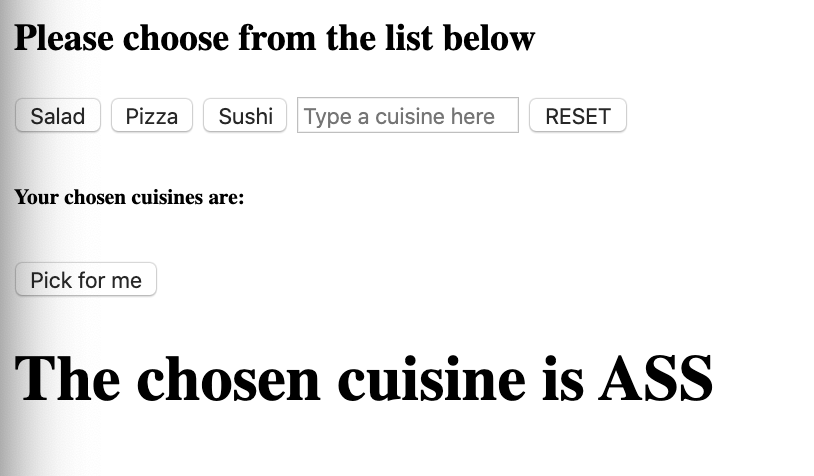 Please choose from the list below
Salad Pizza Sushi Type a cuisine here RESET
Your chosen cuisines are:
Pick for me
The chosen cuisine is ASS